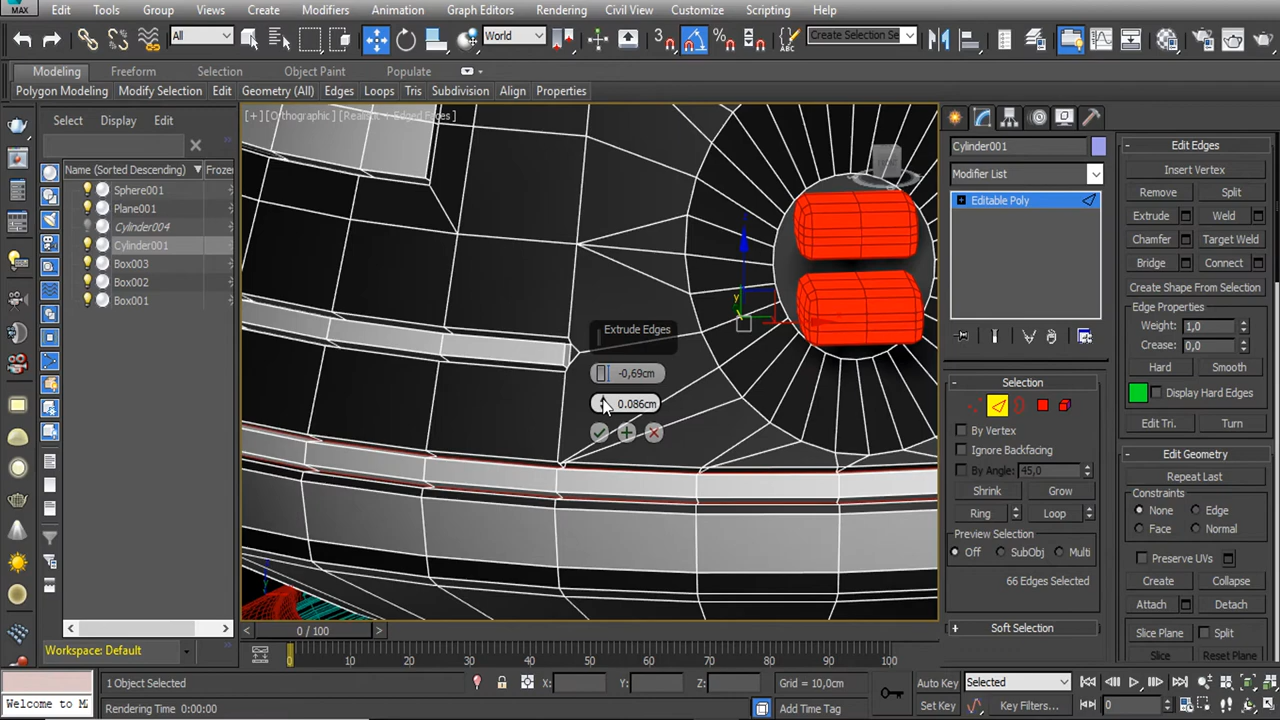 MAX
Edit
Tools
Group
Views
Create
Modifiers
Animation
Graph Editors
Rendering
Civil View
Customize
Scripting
Help
All
World
Create Selection Se
Modeling
Freeform
Selection
Object Paint
Populate
Polygon Modeling
Modify Selection
Edit
Geometry (All)
Edges
Loops
Tris
Subdivision
Align
Properties
Select
Display
Edit
Name (Sorted Descending)
Frozen
Sphere001
Plane001
Cylinder004
Cylinder001
Box003
Box002
Box001
Workspace: Default
[+] [Orthographic] [Realistic + Edged Faces]
Extrude Edges
-0,69cm
0.086cm
y
0 / 100
0
10
20
30
40
50
60
70
80
90
100
Cylinder001
Modifier List
Editable Poly
Selection
By Vertex
Ignore Backfacing
By Angle:
45,0
Shrink
Grow
Ring
Loop
Preview Selection
Off
SubObj
Multi
66 Edges Selected
Soft Selection
Edit Edges
Insert Vertex
Remove
Split
Extrude
Weld
Chamfer
Target Weld
Bridge
Connect
Create Shape From Selection
Edge Properties
Weight:
1,0
Crease:
0,0
Hard
Smooth
Display Hard Edges
Edit Tri.
Turn
Edit Geometry
Repeat Last
Constraints
None
Edge
Face
Normal
Preserve UVs
Create
Collapse
Attach
Detach
Slice Plane
Split
Slice
Reset Plane
Welcome to M
1 Object Selected
Rendering Time 0:00:00
X:
Y:
Z:
Grid = 10,0cm
Add Time Tag
Auto Key
Selected
Set Key
Key Filters...
0